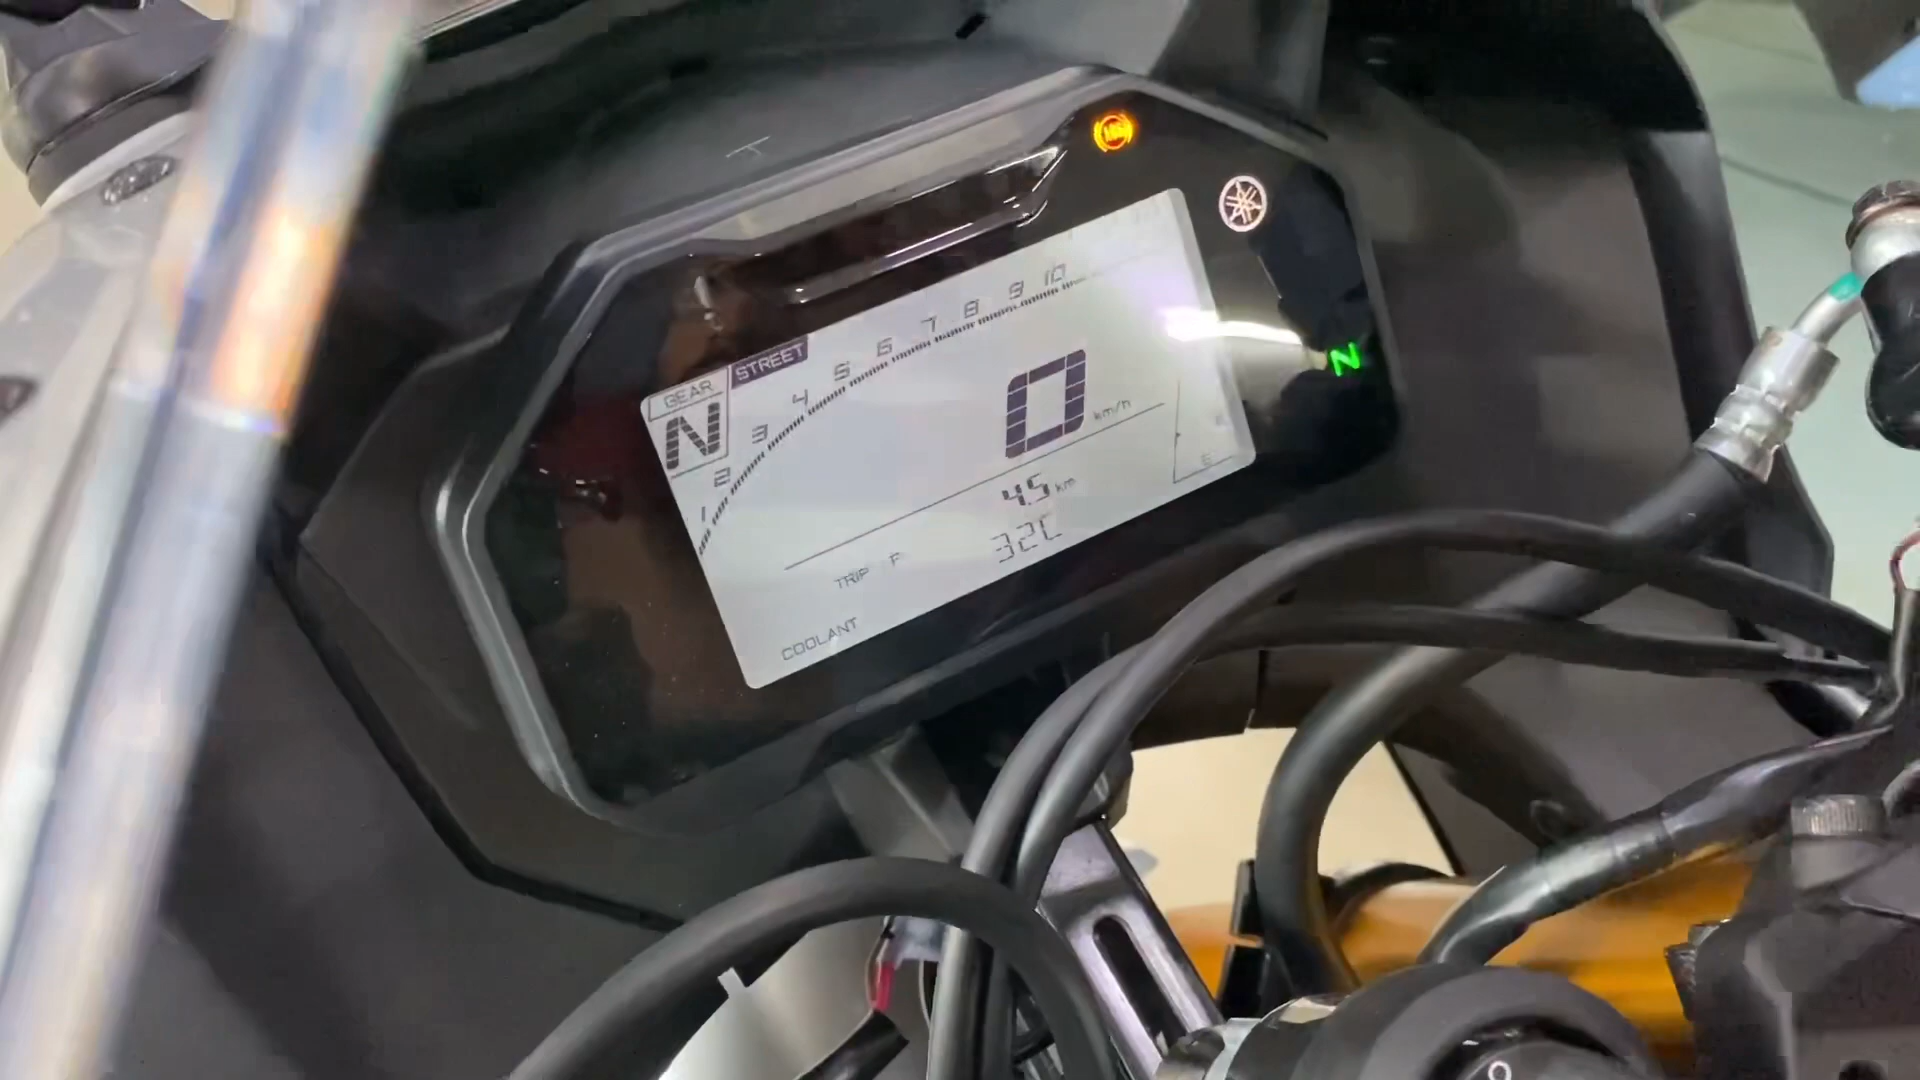 STREET
GEAR
N
1 2 3 4 5 6 7 8 9 10
0 km/h
N
4.5 km
TRIP F
32C
COOLANT
E